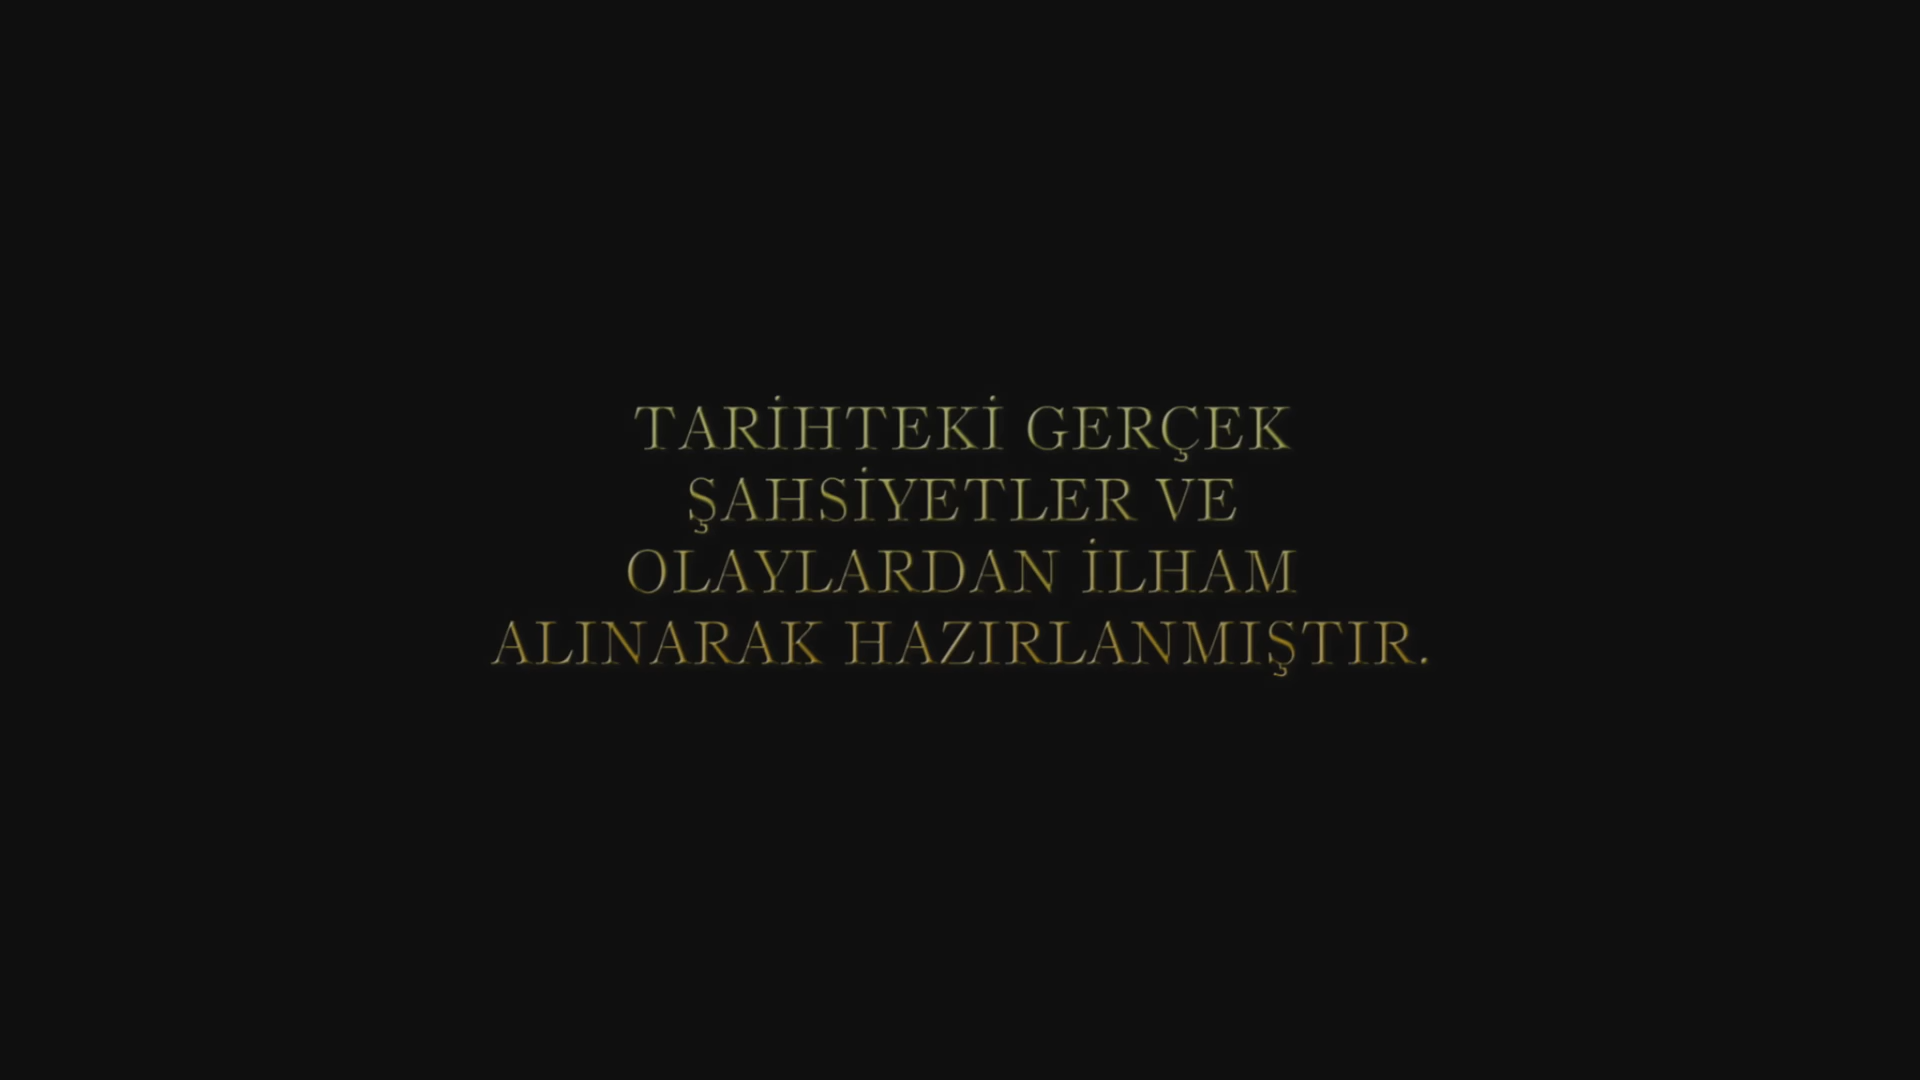 TARİHTEKİ GERÇEK
ŞAHSİYETLER VE
OLAYLARDAN İLHAM
ALINARAK HAZIRLANMIŞTIR.